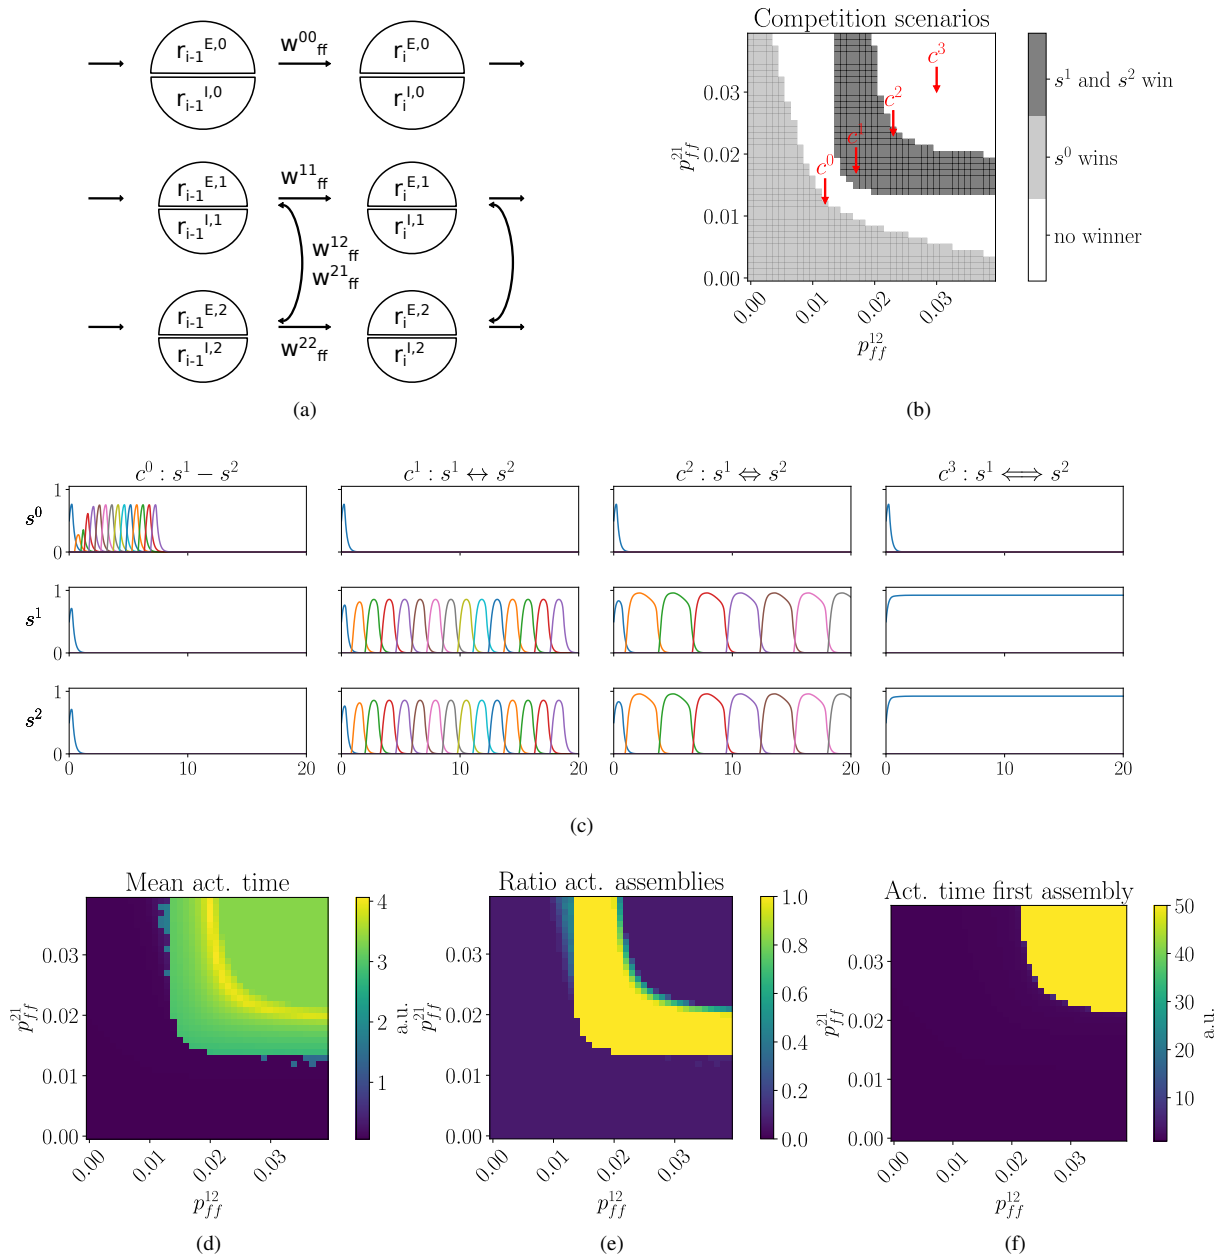 r_{i-1}^{E,0} w^{00}_{ff} r_i^{E,0}
r_{i-1}^{I,0} r_i^{I,0}
r_{i-1}^{E,1} w^{11}_{ff} r_i^{E,1}
r_{i-1}^{I,1} r_i^{I,1}
w^{12}_{ff}
w^{21}_{ff}
r_{i-1}^{E,2} r_i^{E,2}
r_{i-1}^{I,2} w^{22}_{ff} r_i^{I,2}
(a)
Competition scenarios
p_{ff}^{21}
0.03
0.02
0.01
0.00
c^0
c^1
c^2
c^3
0.00 0.01 0.02 0.03
p_{ff}^{12}
s^1 and s^2 win
s^0 wins
no winner
(b)
c^0 : s^1 − s^2 c^1 : s^1 ↔ s^2 c^2 : s^1 ⇔ s^2 c^3 : s^1 ⟺ s^2
s^0
1
0
s^1
1
0
s^2
1
0
0 10 20 0 10 20 0 10 20 0 10 20
(c)
Mean act. time
p_{ff}^{21}
0.03
0.02
0.01
0.00
0.00 0.01 0.02 0.03
p_{ff}^{12}
4
3
2
1
a.u.
(d)
Ratio act. assemblies
p_{ff}^{21}
0.03
0.02
0.01
0.00
0.00 0.01 0.02 0.03
p_{ff}^{12}
1.0
0.8
0.6
0.4
0.2
0.0
(e)
Act. time first assembly
p_{ff}^{21}
0.03
0.02
0.01
0.00
0.00 0.01 0.02 0.03
p_{ff}^{12}
50
40
30
20
10
a.u.
(f)